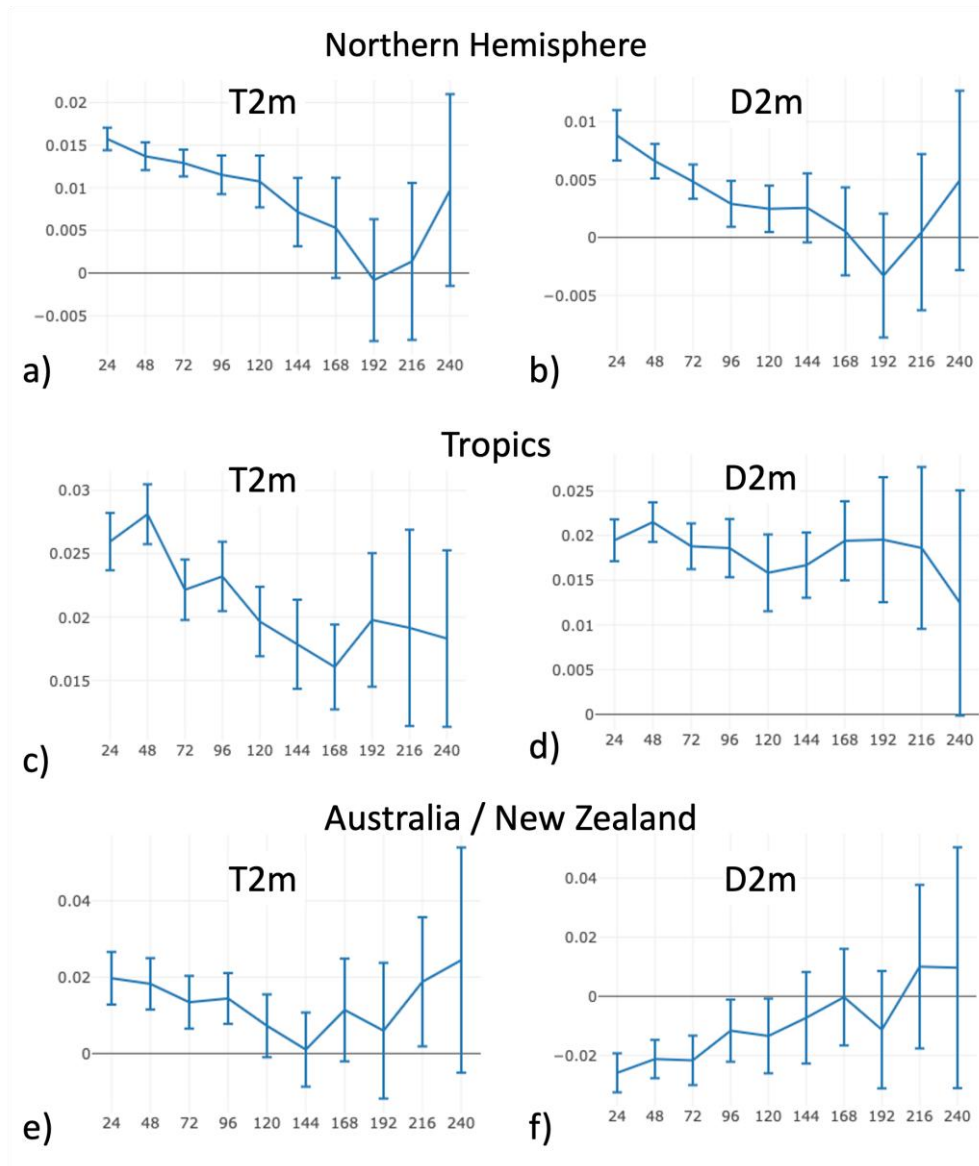 Northern Hemisphere
T2m
0.02
0.015
0.01
0.005
0
−0.005
24 48 72 96 120 144 168 192 216 240
a)
D2m
0.01
0.005
0
−0.005
24 48 72 96 120 144 168 192 216 240
b)
Tropics
T2m
0.03
0.025
0.02
0.015
24 48 72 96 120 144 168 192 216 240
c)
D2m
0.025
0.02
0.015
0.01
0.005
0
24 48 72 96 120 144 168 192 216 240
d)
Australia / New Zealand
T2m
0.04
0.02
0
24 48 72 96 120 144 168 192 216 240
e)
D2m
0.04
0.02
0
−0.02
24 48 72 96 120 144 168 192 216 240
f)